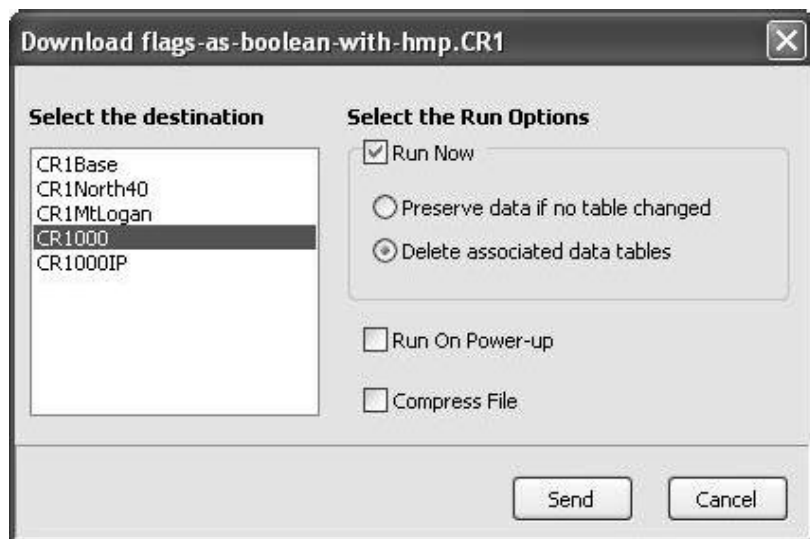 Download flags-as-boolean-with-hmp.CR1
Select the destination
CR1Base
CR1North40
CR1MtLogan
CR1000
CR1000IP
Select the Run Options
Run Now
Preserve data if no table changed
Delete associated data tables
Run On Power-up
Compress File
Send
Cancel